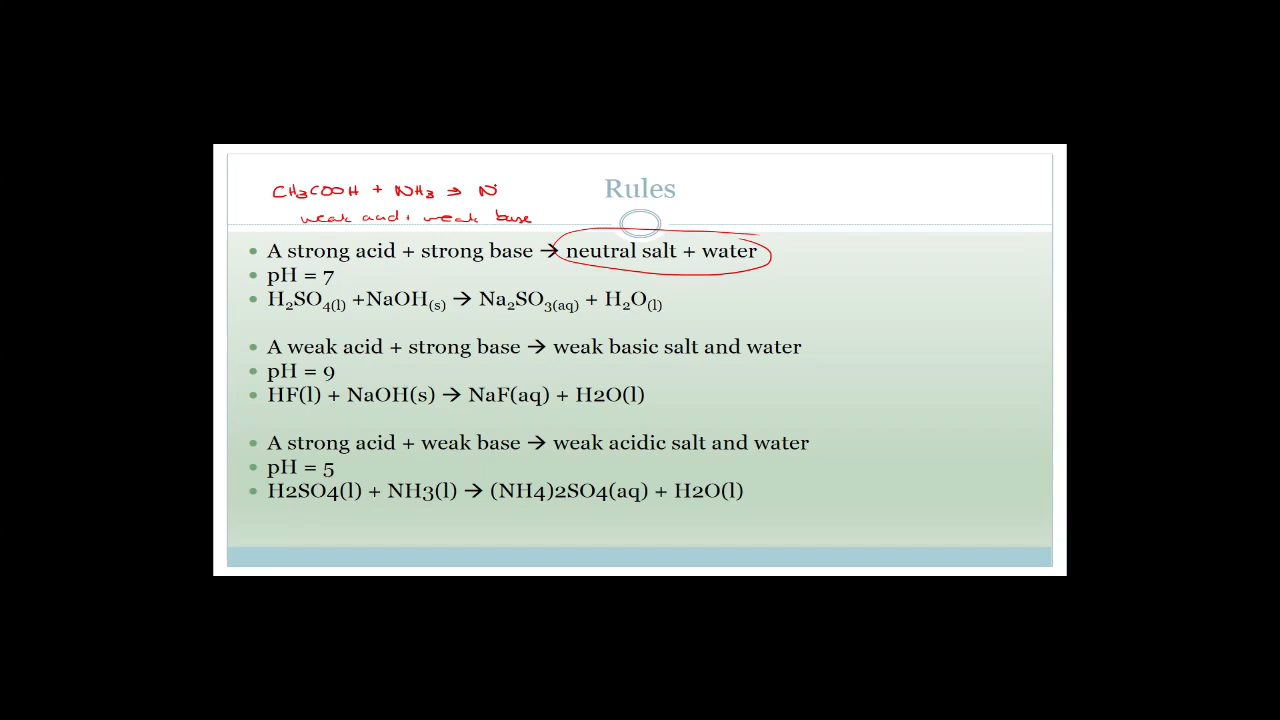 CH₃COOH + NH₃ → N
Rules
weak acid + weak base
A strong acid + strong base → neutral salt + water
pH = 7
H₂SO₄(l) +NaOH(s) → Na₂SO₃(aq) + H₂O(l)
A weak acid + strong base → weak basic salt and water
pH = 9
HF(l) + NaOH(s) → NaF(aq) + H2O(l)
A strong acid + weak base → weak acidic salt and water
pH = 5
H2SO4(l) + NH3(l) → (NH4)2SO4(aq) + H2O(l)